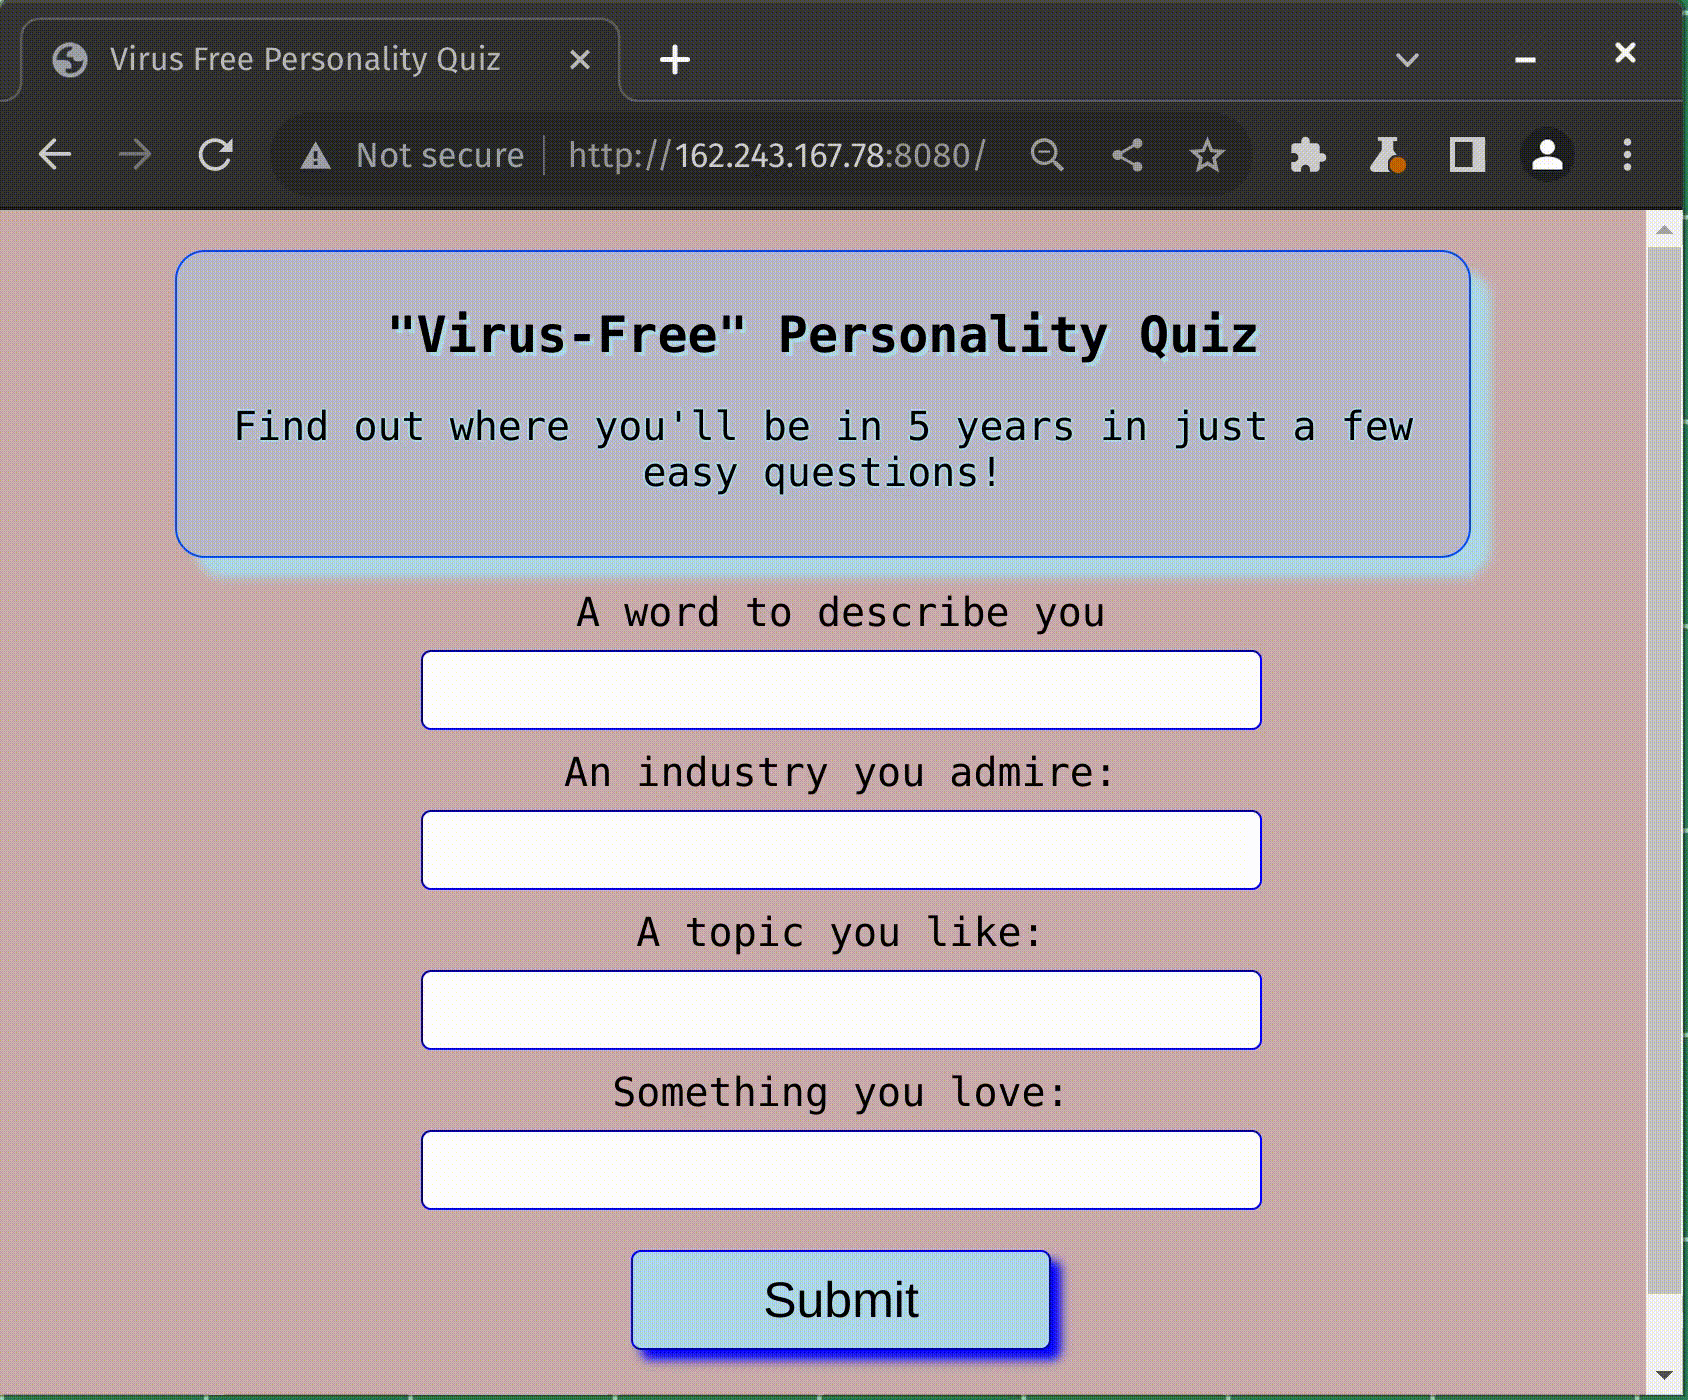 Virus Free Personality Quiz
Not secure http://162.243.167.78:8080/
"Virus-Free" Personality Quiz
Find out where you'll be in 5 years in just a few
easy questions!
A word to describe you
An industry you admire:
A topic you like:
Something you love:
Submit